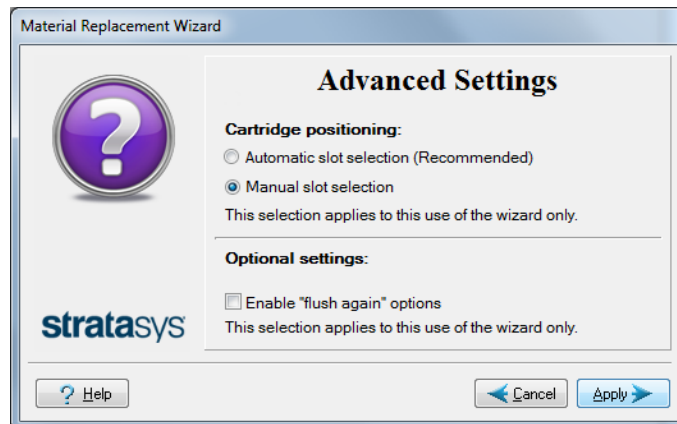 Material Replacement Wizard
Advanced Settings
Cartridge positioning:
Automatic slot selection (Recommended)
Manual slot selection
This selection applies to this use of the wizard only.
Optional settings:
Enable "flush again" options
This selection applies to this use of the wizard only.
stratasys
? Help
Cancel
Apply